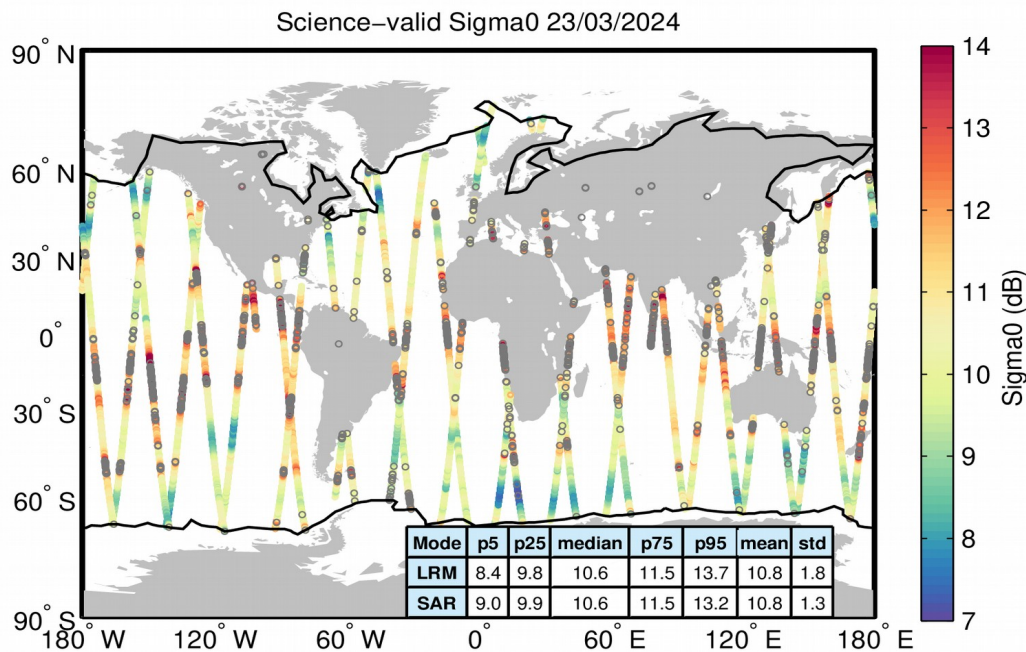 Science−valid Sigma0 23/03/2024
90° N
60° N
30° N
0°
30° S
60° S
90° S
180° W
120° W
60° W
0°
60° E
120° E
180° E
14
13
12
11
10
9
8
7
Sigma0 (dB)
Mode p5 p25 median p75 p95 mean std
LRM 8.4 9.8 10.6 11.5 13.7 10.8 1.8
SAR 9.0 9.9 10.6 11.5 13.2 10.8 1.3